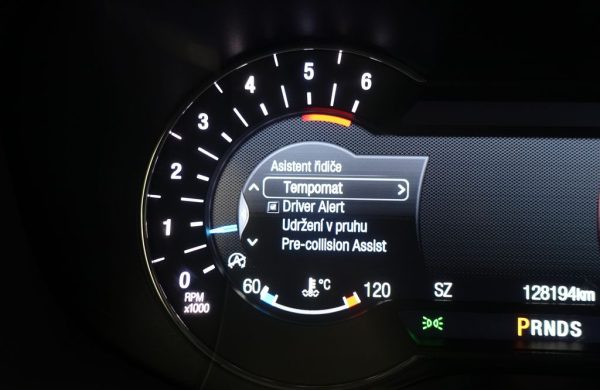 6
5
4
3
2
1
0
RPM
x1000
Asistent řidiče
Tempomat
Driver Alert
Udržení v pruhu
Pre-collision Assist
60
°C
120
SZ
128194km
PRNDS